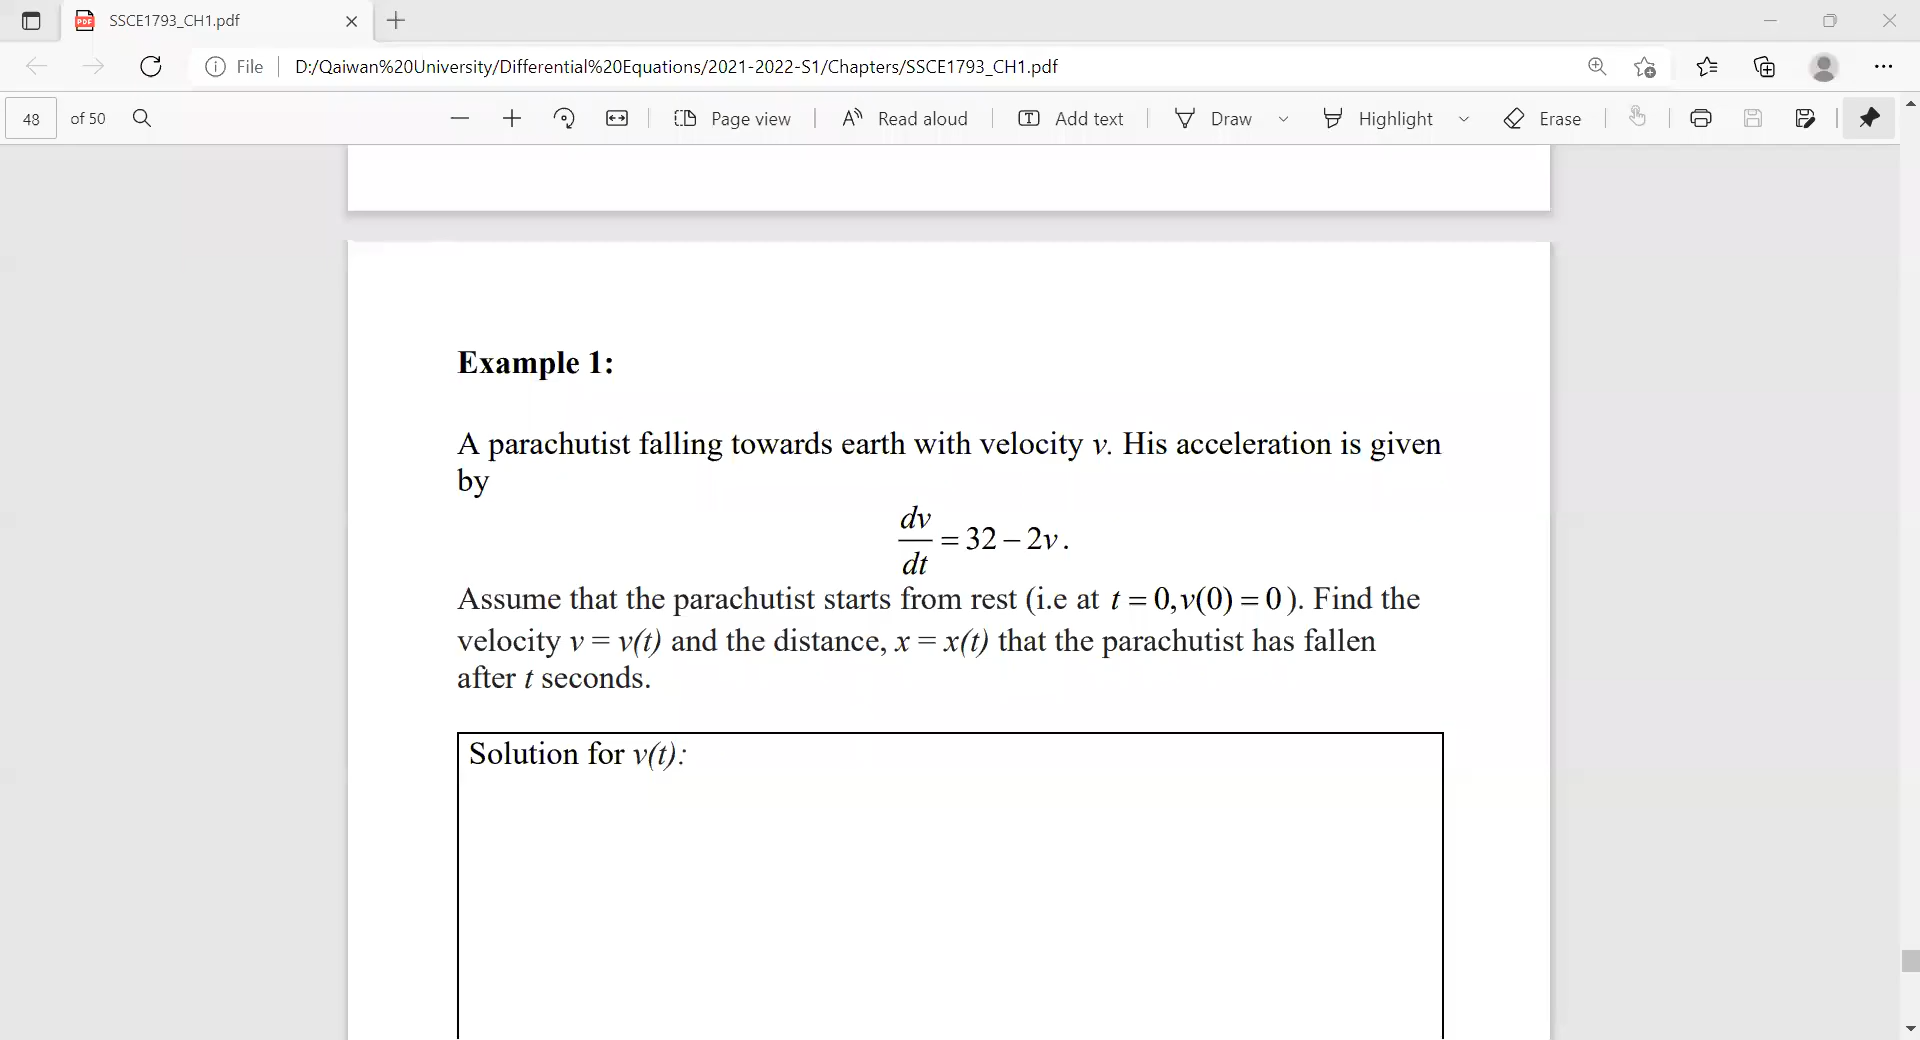 SSCE1793_CH1.pdf
File
D:/Qaiwan%20University/Differential%20Equations/2021-2022-S1/Chapters/SSCE1793_CH1.pdf
48 of 50
Page view
Read aloud
Add text
Draw
Highlight
Erase
Example 1:
A parachutist falling towards earth with velocity v. His acceleration is given
by
dv/dt = 32 – 2v.
Assume that the parachutist starts from rest (i.e at t = 0, v(0) = 0). Find the
velocity v = v(t) and the distance, x = x(t) that the parachutist has fallen
after t seconds.
Solution for v(t):